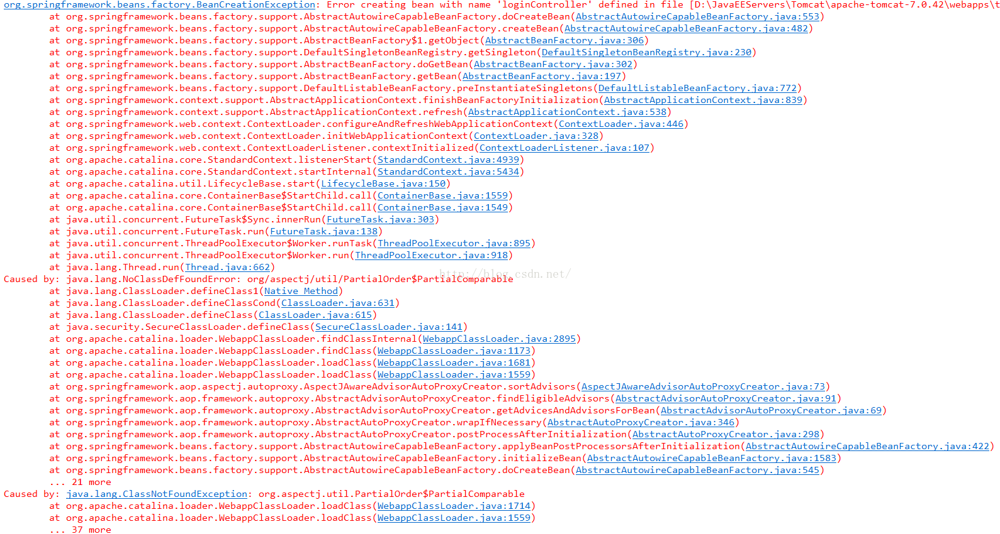 org.springframework.beans.factory.BeanCreationException: Error creating bean with name 'loginController' defined in file [D:\JavaEEServers\Tomcat\apache-tomcat-7.0.42\webapps\t
at org.springframework.beans.factory.support.AbstractAutowireCapableBeanFactory.doCreateBean(AbstractAutowireCapableBeanFactory.java:553)
at org.springframework.beans.factory.support.AbstractAutowireCapableBeanFactory.createBean(AbstractAutowireCapableBeanFactory.java:482)
at org.springframework.beans.factory.support.AbstractBeanFactory$1.getObject(AbstractBeanFactory.java:306)
at org.springframework.beans.factory.support.DefaultSingletonBeanRegistry.getSingleton(DefaultSingletonBeanRegistry.java:230)
at org.springframework.beans.factory.support.AbstractBeanFactory.doGetBean(AbstractBeanFactory.java:302)
at org.springframework.beans.factory.support.AbstractBeanFactory.getBean(AbstractBeanFactory.java:197)
at org.springframework.beans.factory.support.DefaultListableBeanFactory.preInstantiateSingletons(DefaultListableBeanFactory.java:772)
at org.springframework.context.support.AbstractApplicationContext.finishBeanFactoryInitialization(AbstractApplicationContext.java:839)
at org.springframework.context.support.AbstractApplicationContext.refresh(AbstractApplicationContext.java:538)
at org.springframework.web.context.ContextLoader.configureAndRefreshWebApplicationContext(ContextLoader.java:446)
at org.springframework.web.context.ContextLoader.initWebApplicationContext(ContextLoader.java:328)
at org.springframework.web.context.ContextLoaderListener.contextInitialized(ContextLoaderListener.java:107)
at org.apache.catalina.core.StandardContext.listenerStart(StandardContext.java:4939)
at org.apache.catalina.core.StandardContext.startInternal(StandardContext.java:5434)
at org.apache.catalina.util.LifecycleBase.start(LifecycleBase.java:150)
at org.apache.catalina.core.ContainerBase$StartChild.call(ContainerBase.java:1559)
at org.apache.catalina.core.ContainerBase$StartChild.call(ContainerBase.java:1549)
at java.util.concurrent.FutureTask$Sync.innerRun(FutureTask.java:303)
at java.util.concurrent.FutureTask.run(FutureTask.java:138)
at java.util.concurrent.ThreadPoolExecutor$Worker.runTask(ThreadPoolExecutor.java:895)
at java.util.concurrent.ThreadPoolExecutor$Worker.run(ThreadPoolExecutor.java:918)
at java.lang.Thread.run(Thread.java:662)
http://blog.csdn.net/
Caused by: java.lang.NoClassDefFoundError: org/aspectj/util/PartialOrder$PartialComparable
at java.lang.ClassLoader.defineClass1(Native Method)
at java.lang.ClassLoader.defineClassCond(ClassLoader.java:631)
at java.lang.ClassLoader.defineClass(ClassLoader.java:615)
at java.security.SecureClassLoader.defineClass(SecureClassLoader.java:141)
at org.apache.catalina.loader.WebappClassLoader.findClassInternal(WebappClassLoader.java:2895)
at org.apache.catalina.loader.WebappClassLoader.findClass(WebappClassLoader.java:1173)
at org.apache.catalina.loader.WebappClassLoader.loadClass(WebappClassLoader.java:1681)
at org.apache.catalina.loader.WebappClassLoader.loadClass(WebappClassLoader.java:1559)
at org.springframework.aop.aspectj.autoproxy.AspectJAwareAdvisorAutoProxyCreator.sortAdvisors(AspectJAwareAdvisorAutoProxyCreator.java:73)
at org.springframework.aop.framework.autoproxy.AbstractAdvisorAutoProxyCreator.findEligibleAdvisors(AbstractAdvisorAutoProxyCreator.java:91)
at org.springframework.aop.framework.autoproxy.AbstractAdvisorAutoProxyCreator.getAdvicesAndAdvisorsForBean(AbstractAdvisorAutoProxyCreator.java:69)
at org.springframework.aop.framework.autoproxy.AbstractAutoProxyCreator.wrapIfNecessary(AbstractAutoProxyCreator.java:346)
at org.springframework.aop.framework.autoproxy.AbstractAutoProxyCreator.postProcessAfterInitialization(AbstractAutoProxyCreator.java:298)
at org.springframework.beans.factory.support.AbstractAutowireCapableBeanFactory.applyBeanPostProcessorsAfterInitialization(AbstractAutowireCapableBeanFactory.java:422)
at org.springframework.beans.factory.support.AbstractAutowireCapableBeanFactory.initializeBean(AbstractAutowireCapableBeanFactory.java:1583)
at org.springframework.beans.factory.support.AbstractAutowireCapableBeanFactory.doCreateBean(AbstractAutowireCapableBeanFactory.java:545)
... 21 more
Caused by: java.lang.ClassNotFoundException: org.aspectj.util.PartialOrder$PartialComparable
at org.apache.catalina.loader.WebappClassLoader.loadClass(WebappClassLoader.java:1714)
at org.apache.catalina.loader.WebappClassLoader.loadClass(WebappClassLoader.java:1559)
... 37 more